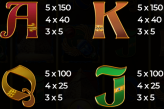 A 5 x 150
4 x 40
3 x 5
K 5 x 150
4 x 40
3 x 5
Q 5 x 100
4 x 25
3 x 5
J 5 x 100
4 x 25
3 x 5